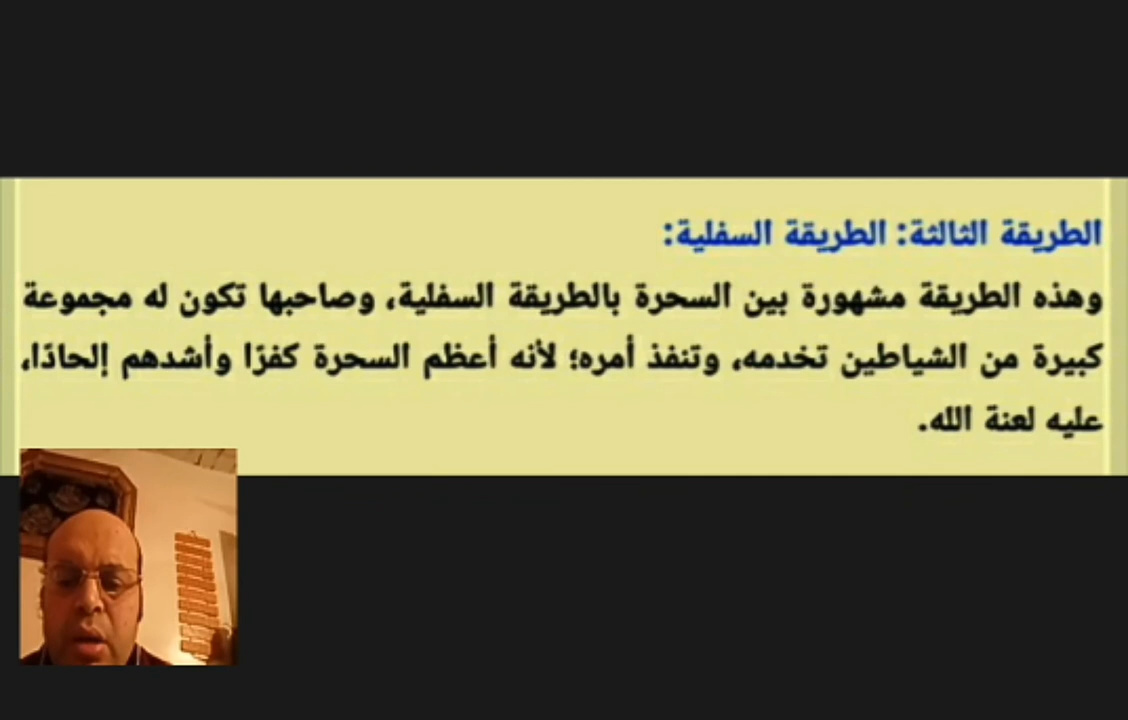 الطريقة الثالثة: الطريقة السفلية:
وهذه الطريقة مشهورة بين السحرة بالطريقة السفلية، وصاحبها تكون له مجموعة
كبيرة من الشياطين تخدمه، وتنفذ أمره؛ لأنه أعظم السحرة كفرًا وأشدهم إلحادًا،
عليه لعنة الله.